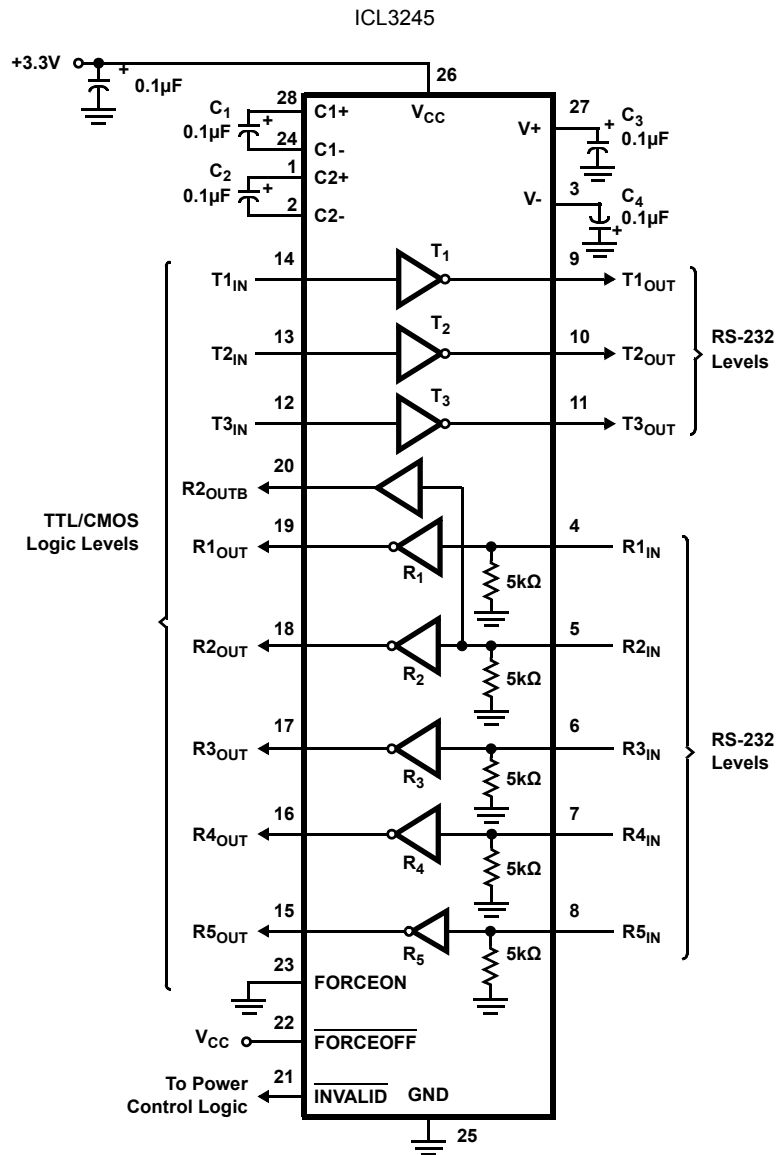 ICL3245
+3.3V
+
0.1µF
26
VCC
28
C1+
C1
0.1µF
+
24
C1-
1
C2+
C2
0.1µF
+
2
C2-
27
V+
+
C3
0.1µF
3
V-
C4
0.1µF
+
T1IN
14
T1
9
T1OUT
T2IN
13
T2
10
T2OUT
T3IN
12
T3
11
T3OUT
RS-232
Levels
R2OUTB
20
TTL/CMOS
Logic Levels
R1OUT
19
R1
5kΩ
4
R1IN
R2OUT
18
R2
5kΩ
5
R2IN
R3OUT
17
R3
5kΩ
6
R3IN
RS-232
Levels
R4OUT
16
R4
5kΩ
7
R4IN
R5OUT
15
R5
5kΩ
8
R5IN
23
FORCEON
VCC
22
FORCEOFF
To Power
Control Logic
21
INVALID
GND
25